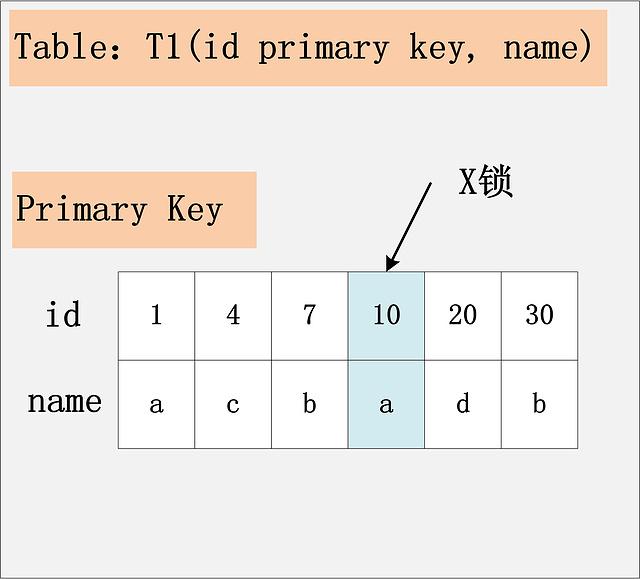 Table：T1(id primary key, name)
X锁
Primary Key
id 1 4 7 10 20 30
name a c b a d b